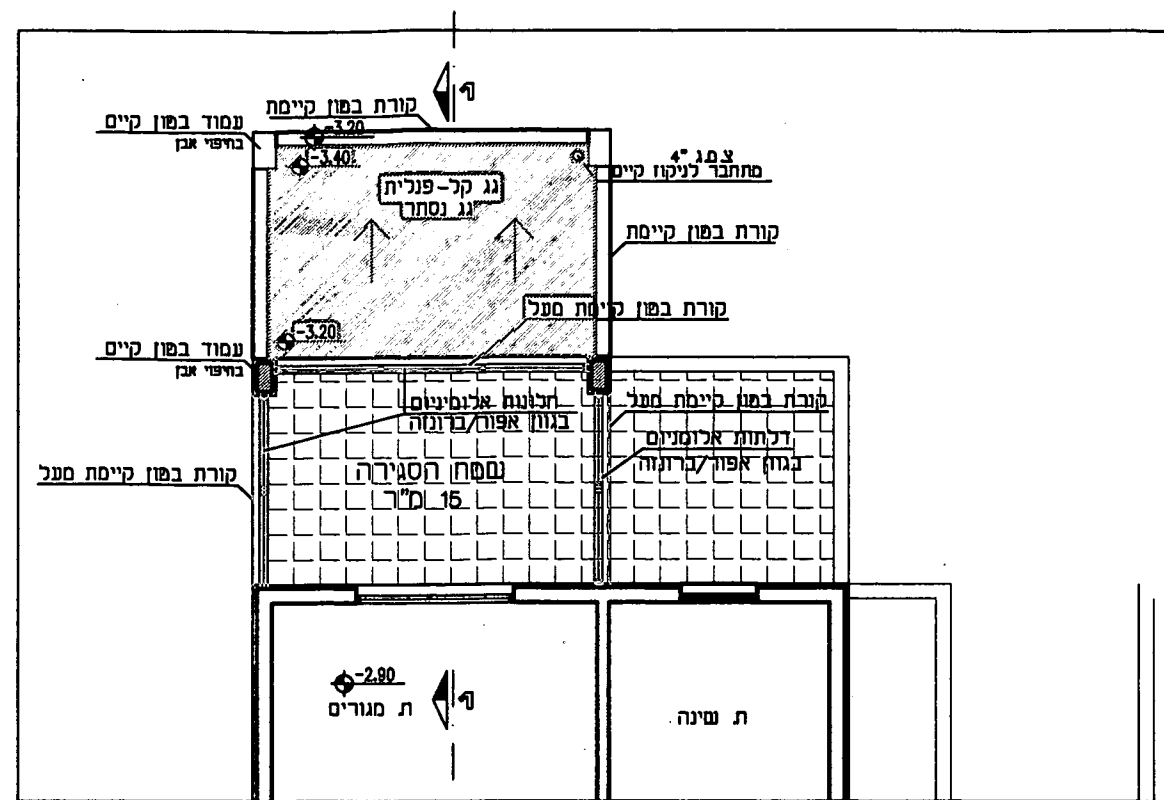 ר
קורת בטון קיימת
עמוד בטון קיים
בחיפוי אבן
-3.20
-3.40
צ.מ.ג 4"
מתחבר לניקוז קיים
גג קל-פנלית
גג נסתר
קורת בטון קיימת
קורת בטון קיימת מעל
-3.20
עמוד בטון קיים
בחיפוי אבן
חלונות אלומיניום
בגוון אפור/ברונזה
קורת בטון קיימת מעל
דלתות אלומניום
בגוון אפור/ברונזה
קורת בטון קיימת מעל
שטח הסגירה
15 מ"ר
-2.90
ר
ח. מגורים
ח. שינה